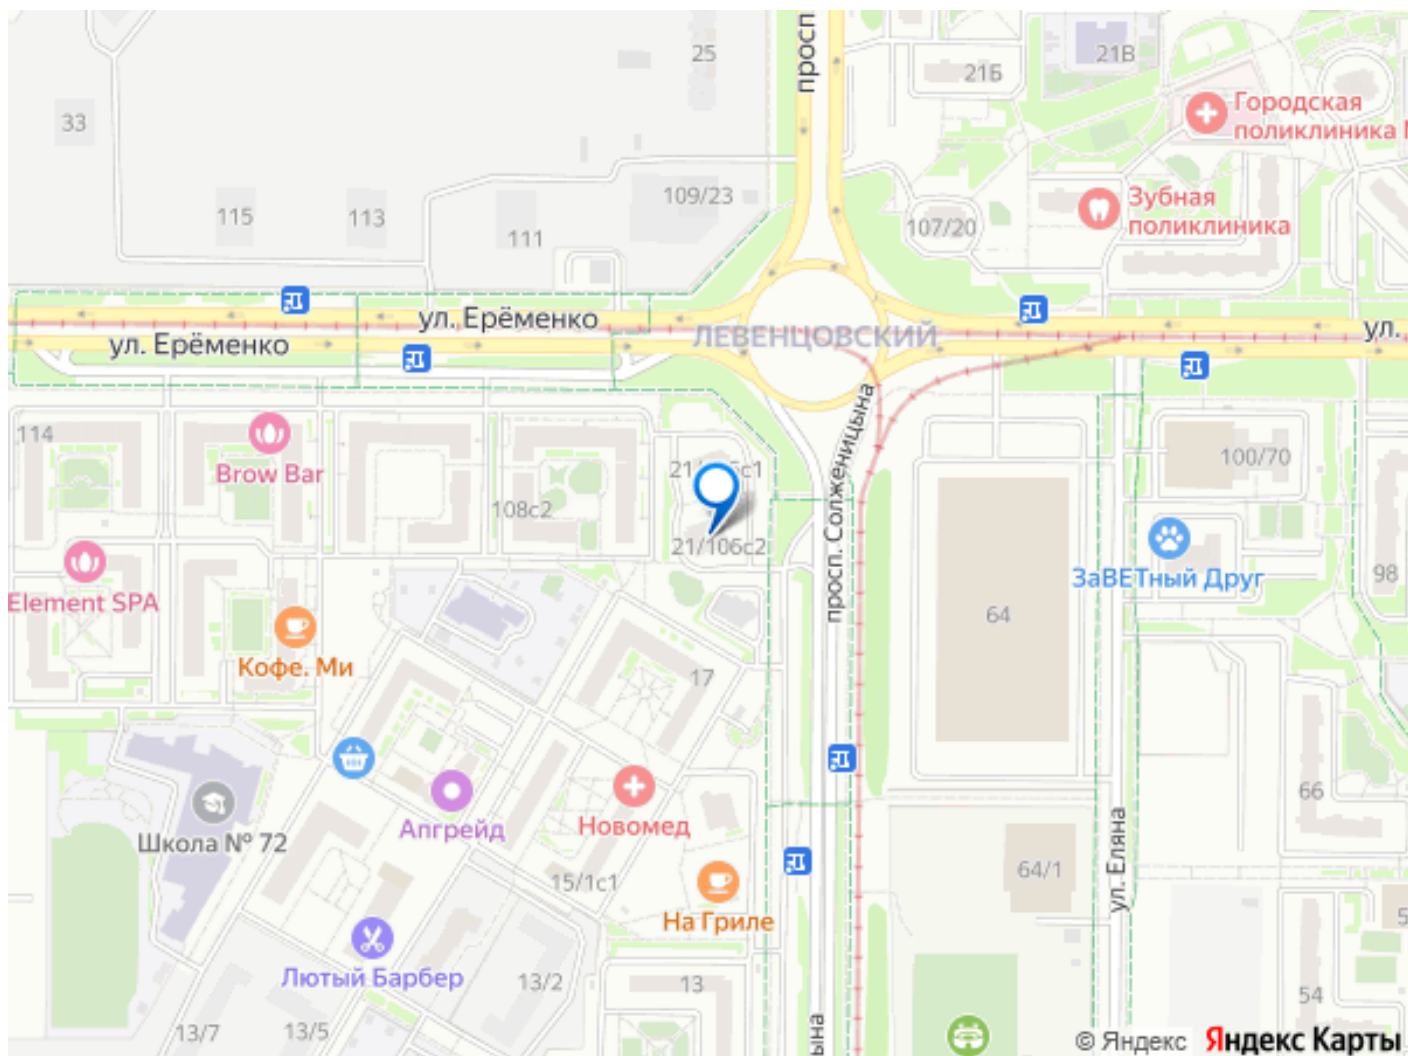 просп
25
21Б
21В
33
Городская
поликлиника
109/23
115
113
111
107/20
Зубная
поликлиника
ул. Ерёменко
ул. Ерёменко
ЛЕВЕНЦОВСКИЙ
ул.
просп. Солженицына
114
Brow Bar
108с2
21/106с2
100/70
98
ЗаВЕТный Друг
Element SPA
Кофе. Ми
17
64
Школа № 72
Апгрейд
Новомед
66
64/1
ул. Еляна
15/1с1
На Гриле
Лютый Барбер
13/2
13
54
13/7
13/5
ына
© Яндекс Яндекс Карты